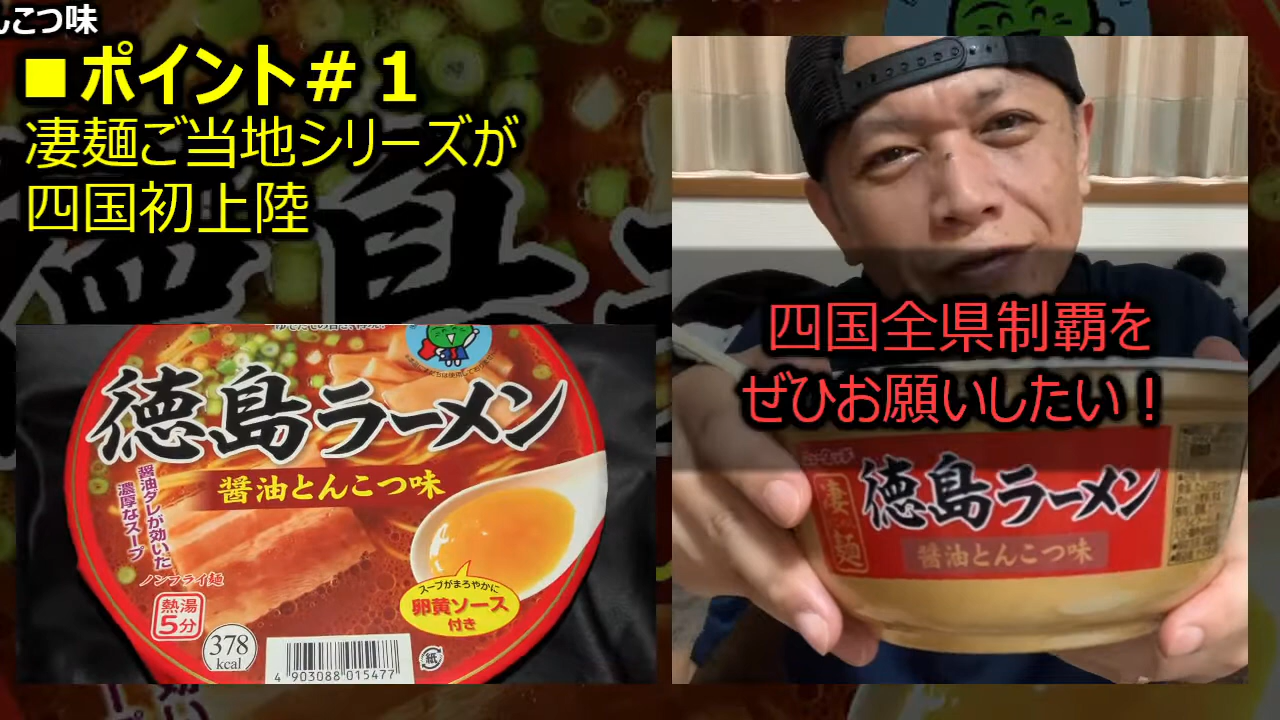 んこつ味
■ポイント＃１
凄麺ご当地シリーズが
四国初上陸
徳島ラーメン
醤油とんこつ味
醤油ダレが効いた
濃厚なスープ
ノンフライ麺
熱湯
5分
378
kcal
スープがまろやかに
卵黄ソース
付き
4 903088 015477
紙
四国全県制覇を
ぜひお願いしたい！
凄麺
徳島ラーメン
醤油とんこつ味